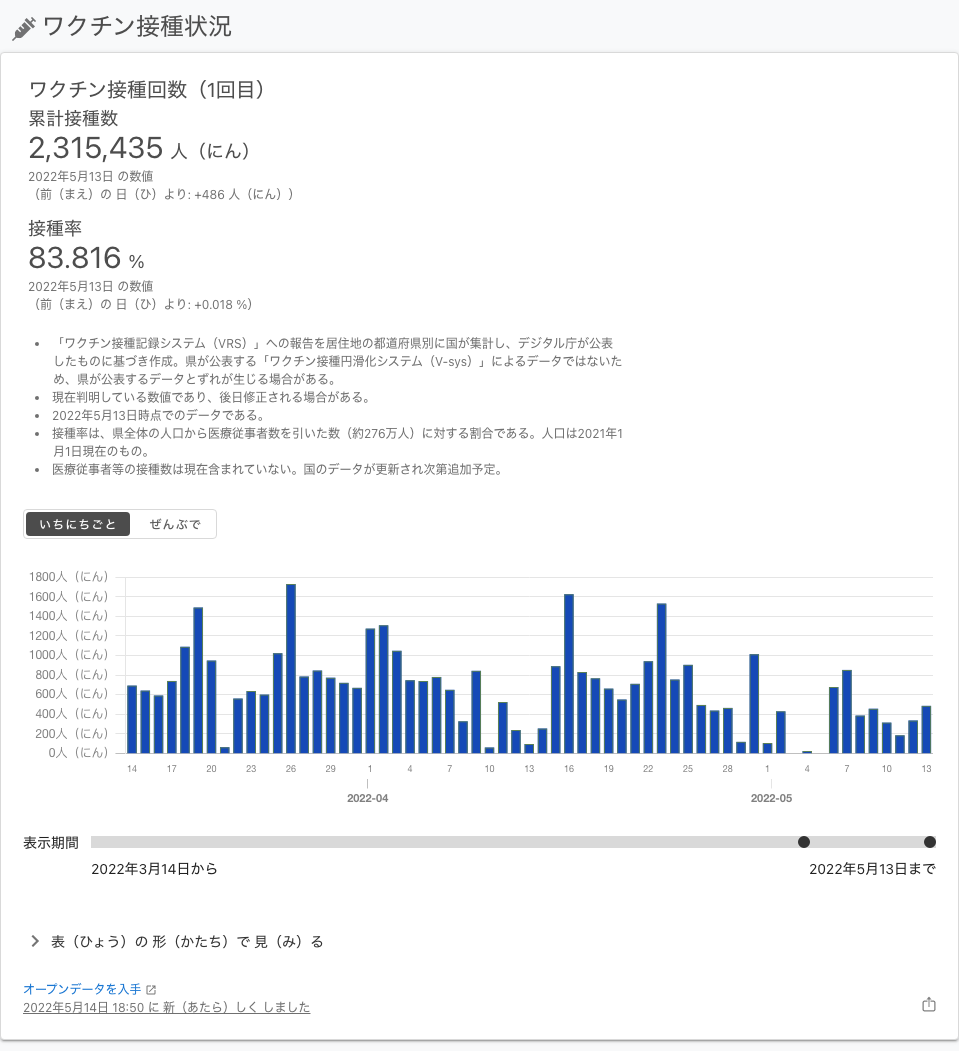 ワクチン接種状況
ワクチン接種回数（1回目）
累計接種数
2,315,435 人（にん）
2022年5月13日 の数値
（前（まえ）の 日（ひ）より: +486 人（にん））
接種率
83.816 %
2022年5月13日 の数値
（前（まえ）の 日（ひ）より: +0.018 %）
• 「ワクチン接種記録システム（VRS）」への報告を居住地の都道府県別に国が集計し、デジタル庁が公表
したものに基づき作成。県が公表する「ワクチン接種円滑化システム（V-sys）」によるデータではないた
め、県が公表するデータとずれが生じる場合がある。
• 現在判明している数値であり、後日修正される場合がある。
• 2022年5月13日時点でのデータである。
• 接種率は、県全体の人口から医療従事者数を引いた数（約276万人）に対する割合である。人口は2021年1
月1日現在のもの。
• 医療従事者等の接種数は現在含まれていない。国のデータが更新され次第追加予定。
いちにちごと ぜんぶで
1800人（にん）
1600人（にん）
1400人（にん）
1200人（にん）
1000人（にん）
800人（にん）
600人（にん）
400人（にん）
200人（にん）
0人（にん）
14 17 20 23 26 29 1 4 7 10 13 16 19 22 25 28 1 4 7 10 13
2022-04 2022-05
表示期間
2022年3月14日から 2022年5月13日まで
表（ひょう）の 形（かたち）で 見（み）る
オープンデータを入手
2022年5月14日 18:50 に 新（あたら）しく しました